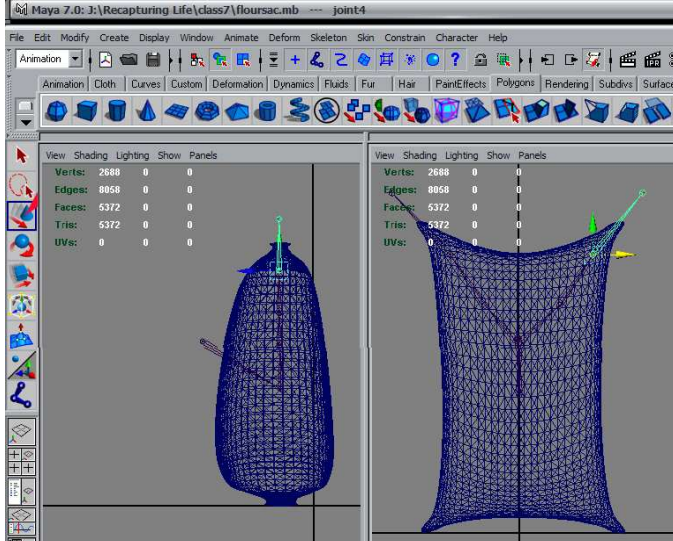 Maya 7.0: J:\Recapturing Life\class7\floursac.mb --- joint4
File Edit Modify Create Display Window Animate Deform Skeleton Skin Constrain Character Help
Animation
Animation Cloth Curves Custom Deformation Dynamics Fluids Fur Hair PaintEffects Polygons Rendering Subdivs Surface
View Shading Lighting Show Panels
Verts: 2688 0 0
Edges: 8058 0 0
Faces: 5372 0 0
Tris: 5372 0 0
UVs: 0 0 0
View Shading Lighting Show Panels
Verts: 2688 0 0
Edges: 8058 0 0
Faces: 5372 0 0
Tris: 5372 0 0
UVs: 0 0 0